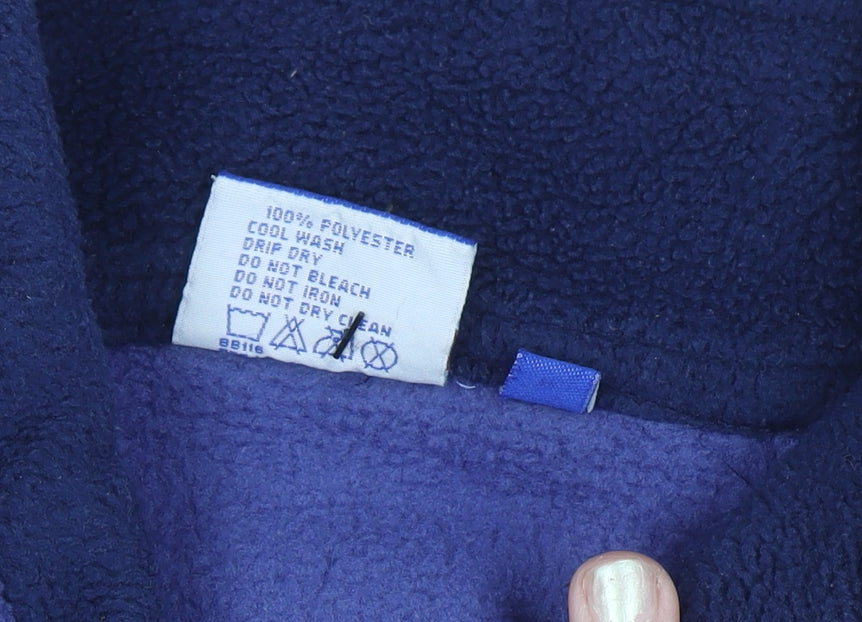 100% POLYESTER
COOL WASH
DRIP DRY
DO NOT BLEACH
DO NOT IRON
DO NOT DRY CLEAN
BB116